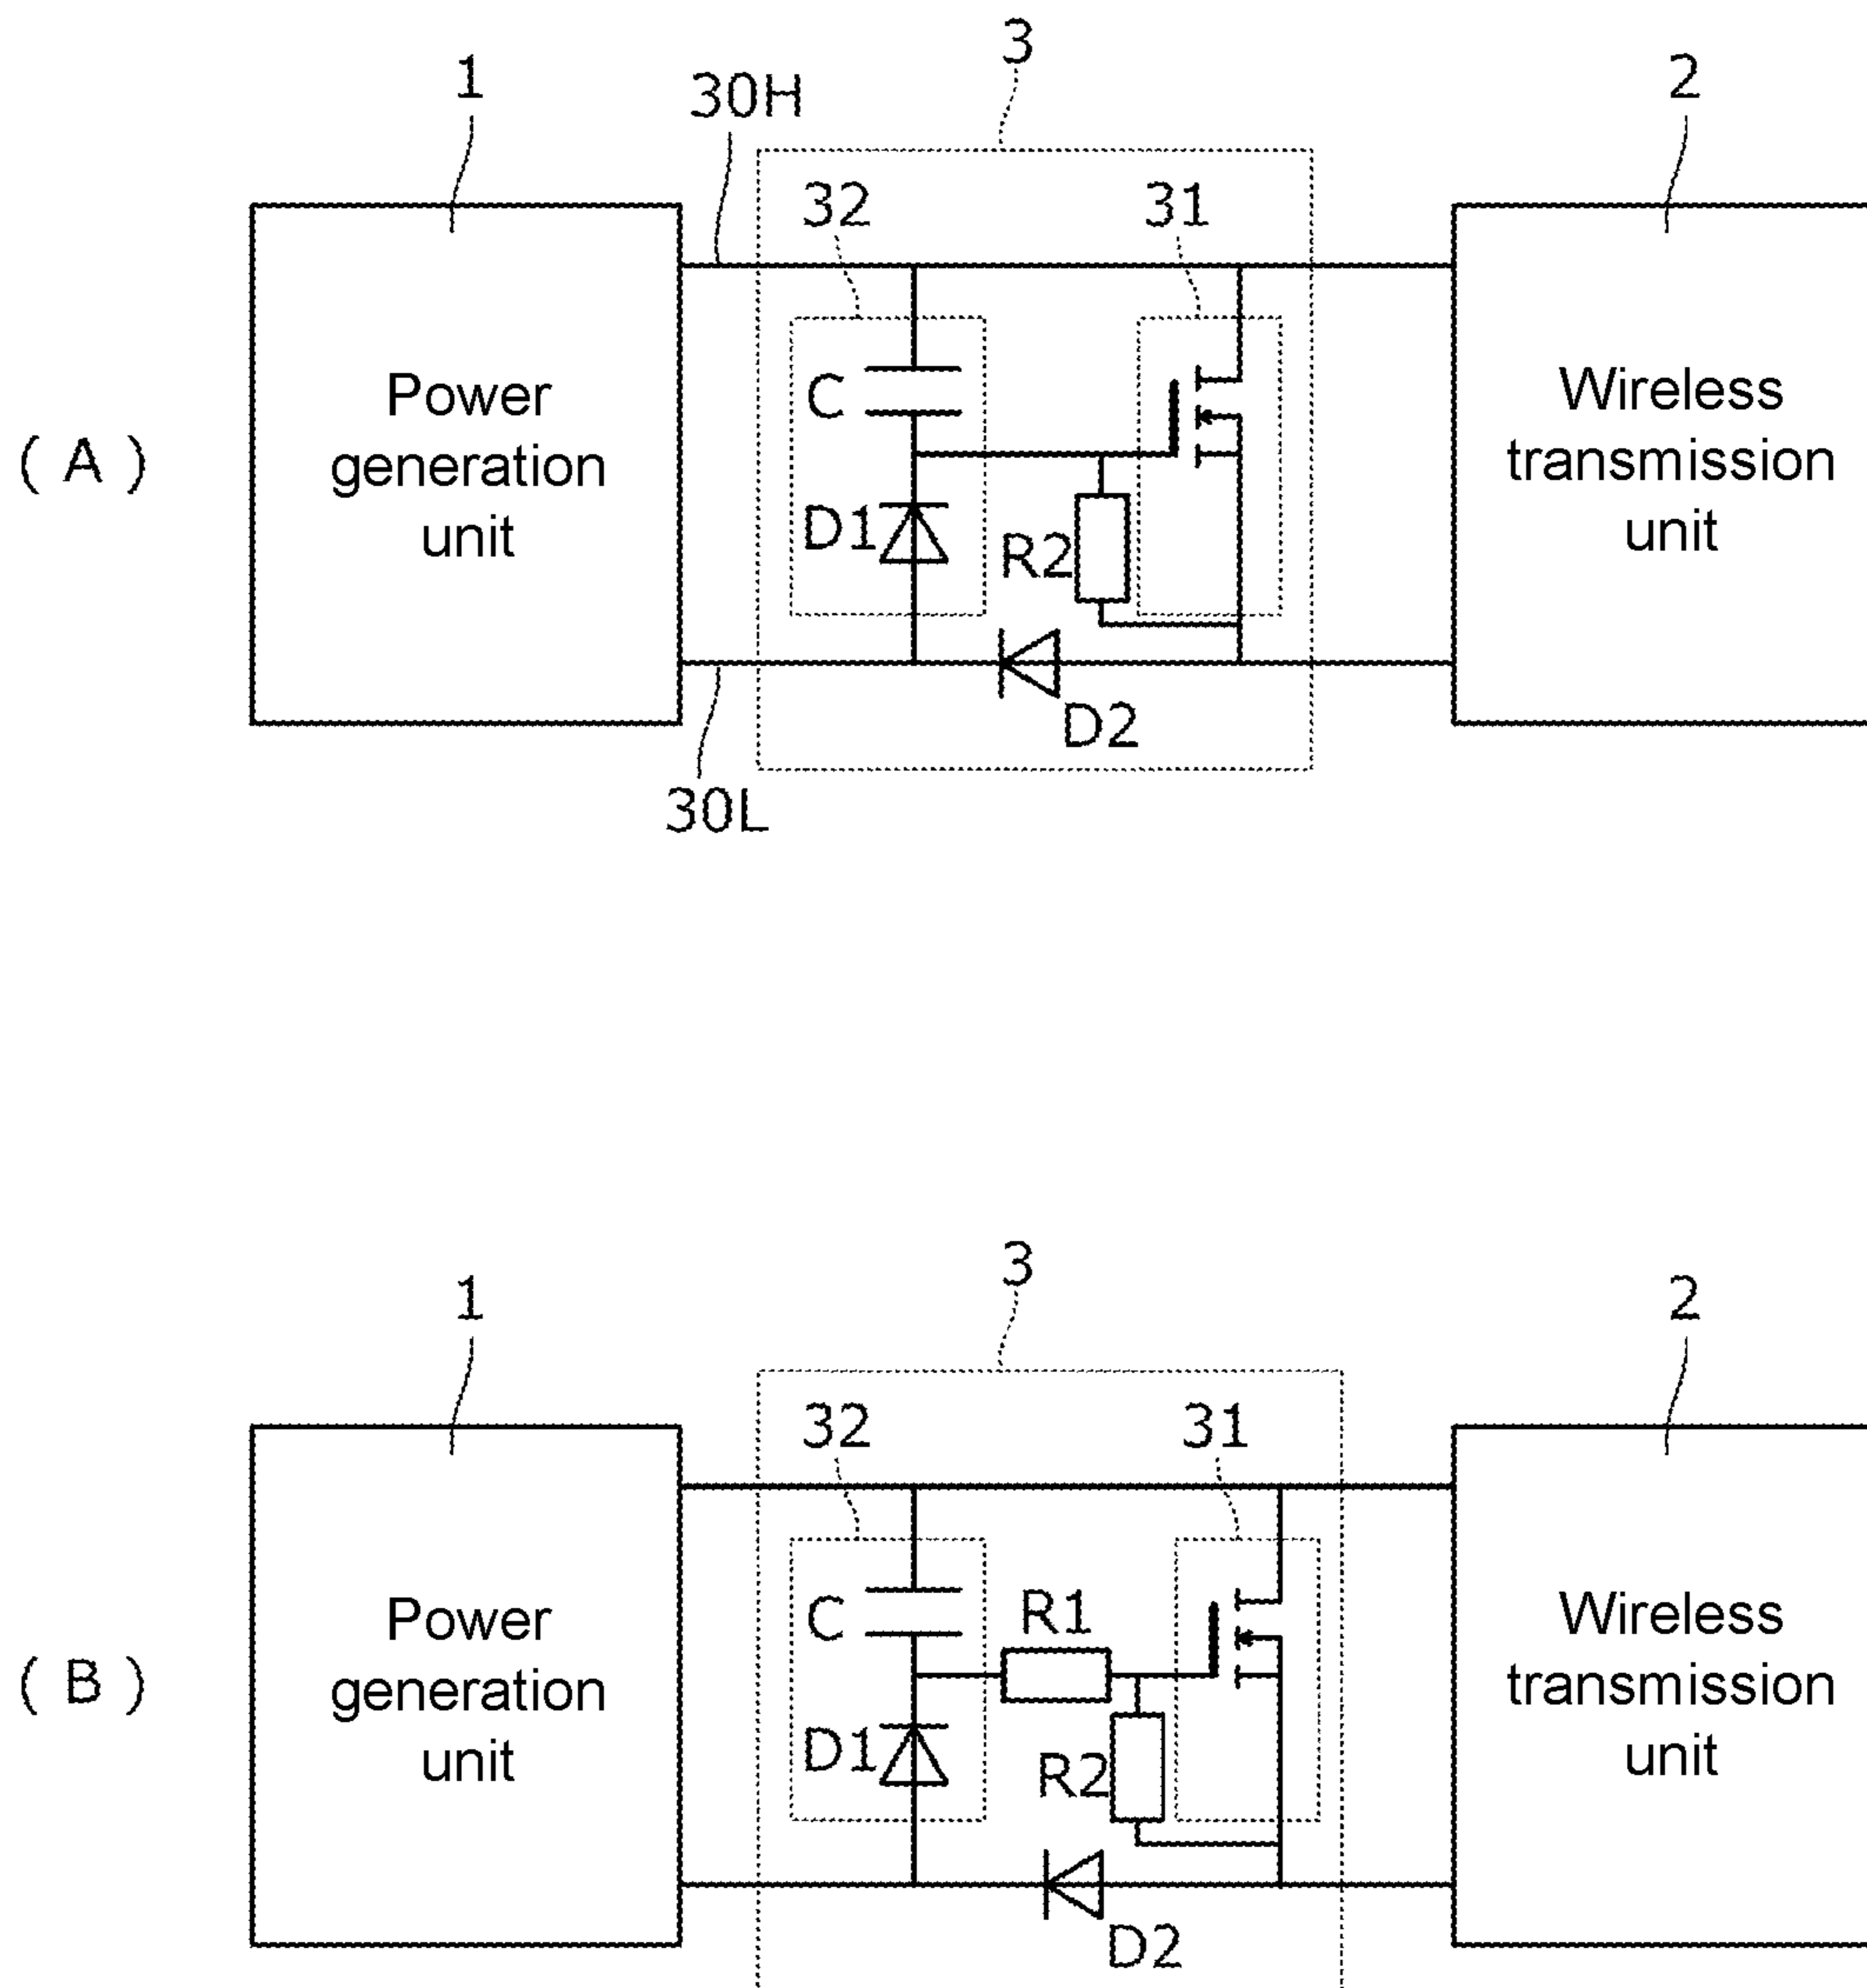 3
1
30H
2
32
31
C
D1
R2
D2
30L
Power
generation
unit
Wireless
transmission
unit
( A )
3
1
2
32
31
C
R1
D1
R2
D2
Power
generation
unit
Wireless
transmission
unit
( B )